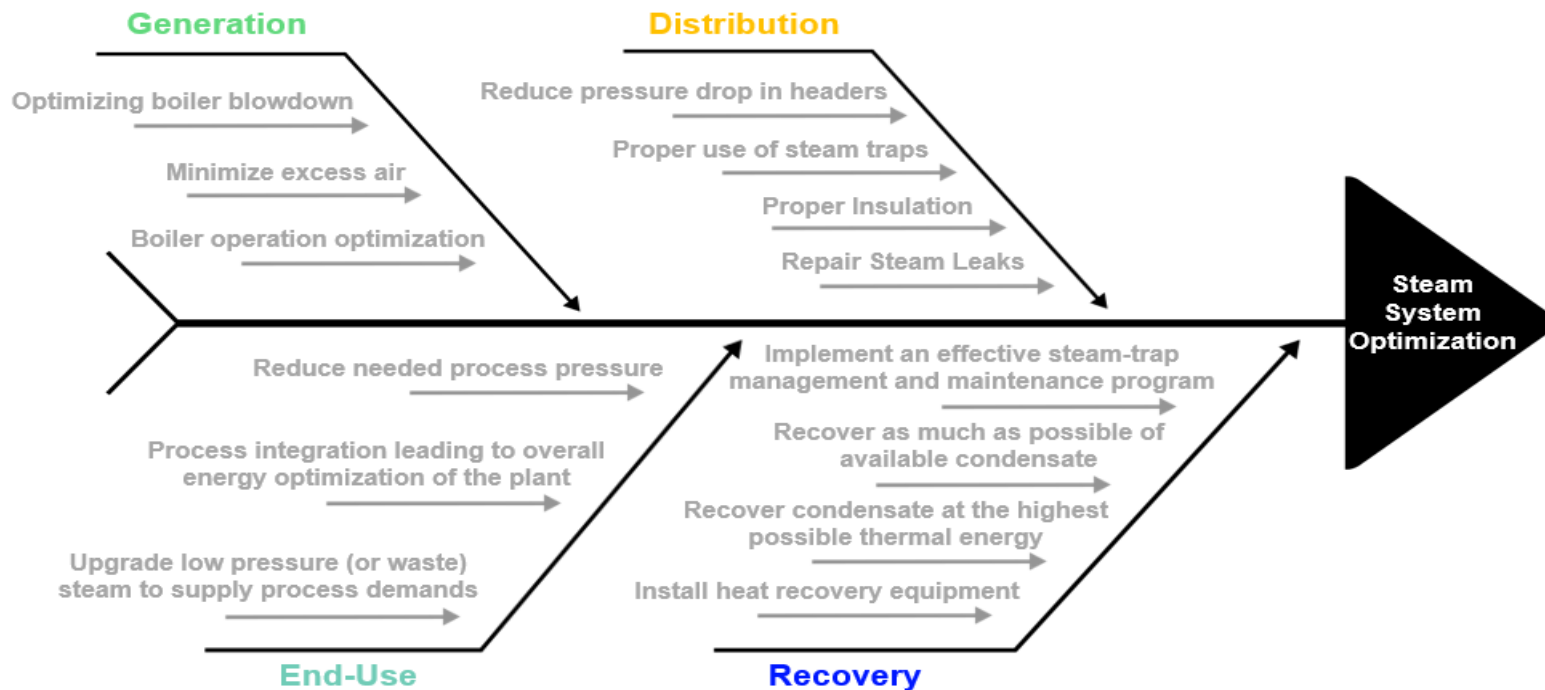 Generation
Optimizing boiler blowdown
Minimize excess air
Boiler operation optimization
Distribution
Reduce pressure drop in headers
Proper use of steam traps
Proper Insulation
Repair Steam Leaks
Steam
System
Optimization
Reduce needed process pressure
Process integration leading to overall
energy optimization of the plant
Upgrade low pressure (or waste)
steam to supply process demands
End-Use
Implement an effective steam-trap
management and maintenance program
Recover as much as possible of
available condensate
Recover condensate at the highest
possible thermal energy
Install heat recovery equipment
Recovery